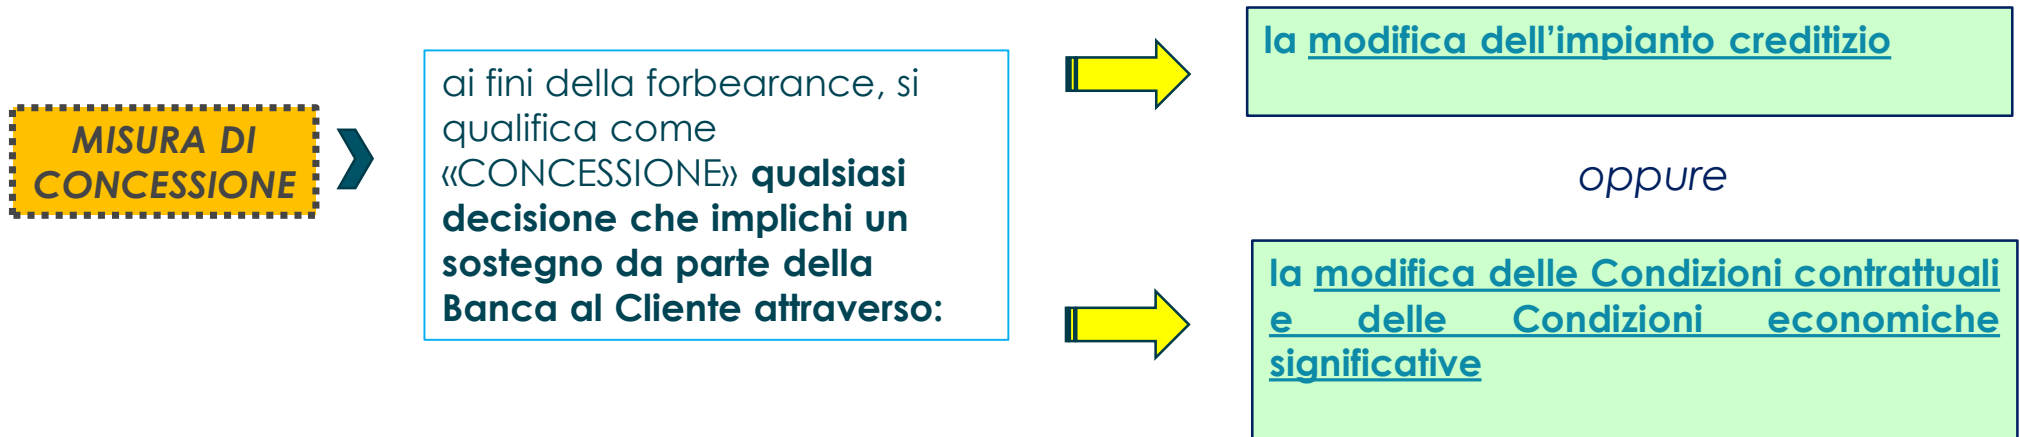 MISURA DI
CONCESSIONE
ai fini della forbearance, si
qualifica come
«CONCESSIONE» qualsiasi
decisione che implichi un
sostegno da parte della
Banca al Cliente attraverso:
la modifica dell’impianto creditizio
oppure
la modifica delle Condizioni contrattuali
e delle Condizioni economiche
significative